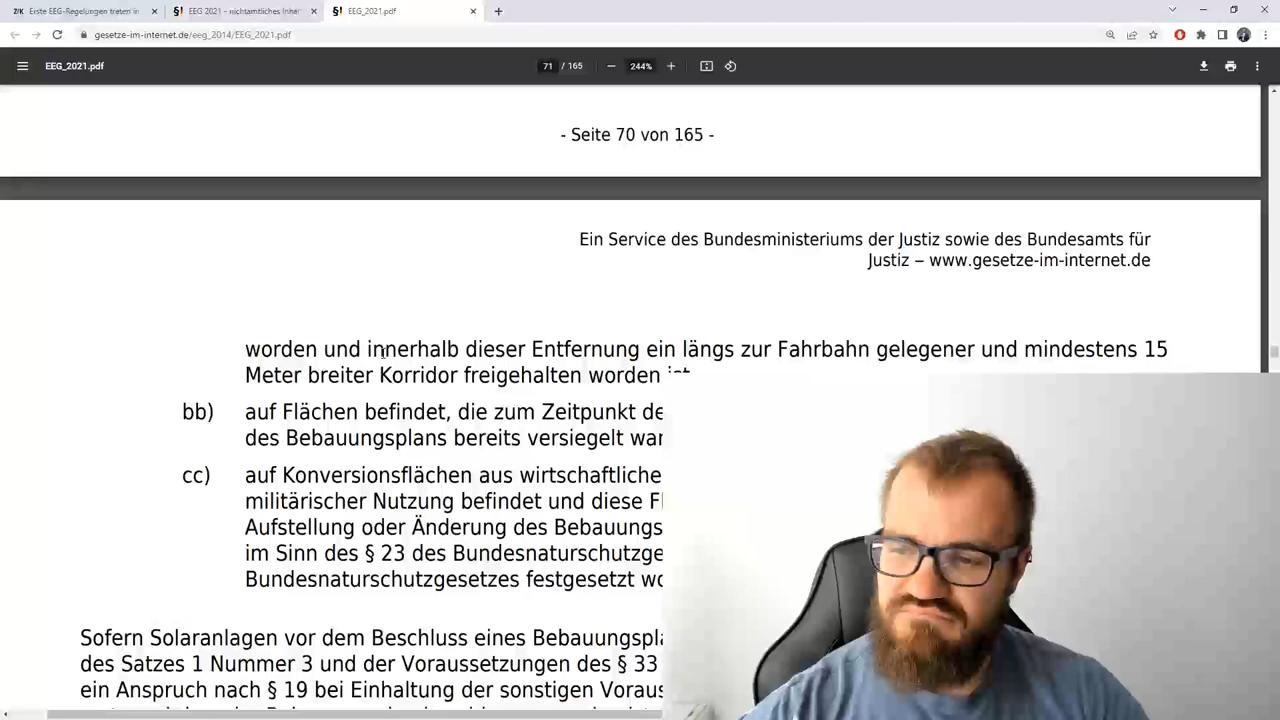 Erste EEG-Regelungen treten in
EEG 2021 - nichtamtliches Inhal
EEG_2021.pdf
gesetze-im-internet.de/eeg_2014/EEG_2021.pdf
EEG_2021.pdf
71 / 165
244%
- Seite 70 von 165 -
Ein Service des Bundesministeriums der Justiz sowie des Bundesamts für
Justiz – www.gesetze-im-internet.de
worden und innerhalb dieser Entfernung ein längs zur Fahrbahn gelegener und mindestens 15
Meter breiter Korridor freigehalten worden ist
bb) auf Flächen befindet, die zum Zeitpunkt de
des Bebauungsplans bereits versiegelt war
cc) auf Konversionsflächen aus wirtschaftliche
militärischer Nutzung befindet und diese Fl
Aufstellung oder Änderung des Bebauungs
im Sinn des § 23 des Bundesnaturschutzge
Bundesnaturschutzgesetzes festgesetzt wo
Sofern Solaranlagen vor dem Beschluss eines Bebauungspla
des Satzes 1 Nummer 3 und der Voraussetzungen des § 33
ein Anspruch nach § 19 bei Einhaltung der sonstigen Voraus